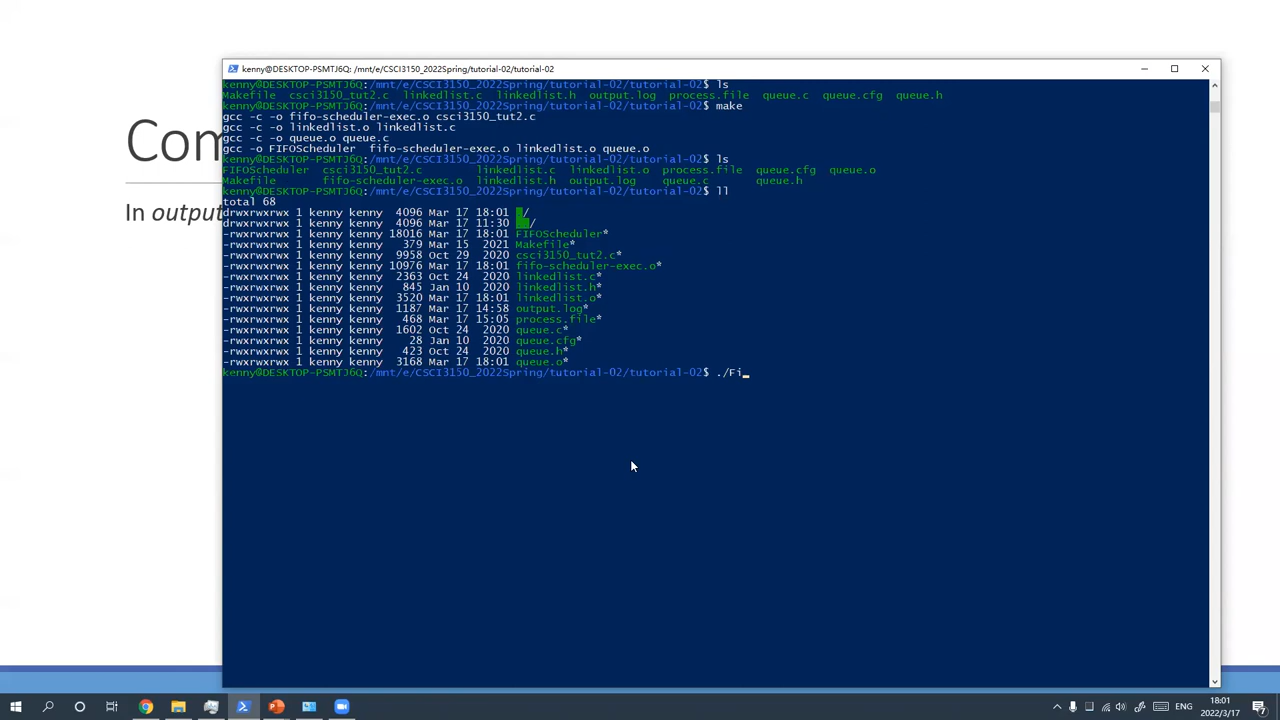 kenny@DESKTOP-PSMTJ6Q: /mnt/e/CSCI3150_2022Spring/tutorial-02/tutorial-02
kenny@DESKTOP-PSMTJ6Q:/mnt/e/CSCI3150_2022Spring/tutorial-02/tutorial-02$ ls
Makefile csci3150_tut2.c linkedlist.c linkedlist.h output.log process.file queue.c queue.cfg queue.h
kenny@DESKTOP-PSMTJ6Q:/mnt/e/CSCI3150_2022Spring/tutorial-02/tutorial-02$ make
gcc -c -o fifo-scheduler-exec.o csci3150_tut2.c
gcc -c -o linkedlist.o linkedlist.c
gcc -c -o queue.o queue.c
gcc -o FIFOScheduler fifo-scheduler-exec.o linkedlist.o queue.o
kenny@DESKTOP-PSMTJ6Q:/mnt/e/CSCI3150_2022Spring/tutorial-02/tutorial-02$ ls
FIFOScheduler csci3150_tut2.c linkedlist.c linkedlist.o process.file queue.cfg queue.o
Makefile fifo-scheduler-exec.o linkedlist.h output.log queue.c queue.h
kenny@DESKTOP-PSMTJ6Q:/mnt/e/CSCI3150_2022Spring/tutorial-02/tutorial-02$ ll
total 68
drwxrwxrwx 1 kenny kenny 4096 Mar 17 18:01 ./
drwxrwxrwx 1 kenny kenny 4096 Mar 17 11:30 ../
-rwxrwxrwx 1 kenny kenny 18016 Mar 17 18:01 FIFOScheduler*
-rwxrwxrwx 1 kenny kenny 379 Mar 15 2021 Makefile*
-rwxrwxrwx 1 kenny kenny 9958 Oct 29 2020 csci3150_tut2.c*
-rwxrwxrwx 1 kenny kenny 10976 Mar 17 18:01 fifo-scheduler-exec.o*
-rwxrwxrwx 1 kenny kenny 2363 Oct 24 2020 linkedlist.c*
-rwxrwxrwx 1 kenny kenny 845 Jan 10 2020 linkedlist.h*
-rwxrwxrwx 1 kenny kenny 3520 Mar 17 18:01 linkedlist.o*
-rwxrwxrwx 1 kenny kenny 1187 Mar 17 14:58 output.log*
-rwxrwxrwx 1 kenny kenny 468 Mar 17 15:05 process.file*
-rwxrwxrwx 1 kenny kenny 1602 Oct 24 2020 queue.c*
-rwxrwxrwx 1 kenny kenny 28 Jan 10 2020 queue.cfg*
-rwxrwxrwx 1 kenny kenny 423 Oct 24 2020 queue.h*
-rwxrwxrwx 1 kenny kenny 3168 Mar 17 18:01 queue.o*
kenny@DESKTOP-PSMTJ6Q:/mnt/e/CSCI3150_2022Spring/tutorial-02/tutorial-02$ ./Fi_
Com
In output
ENG
18:01
2022/3/17